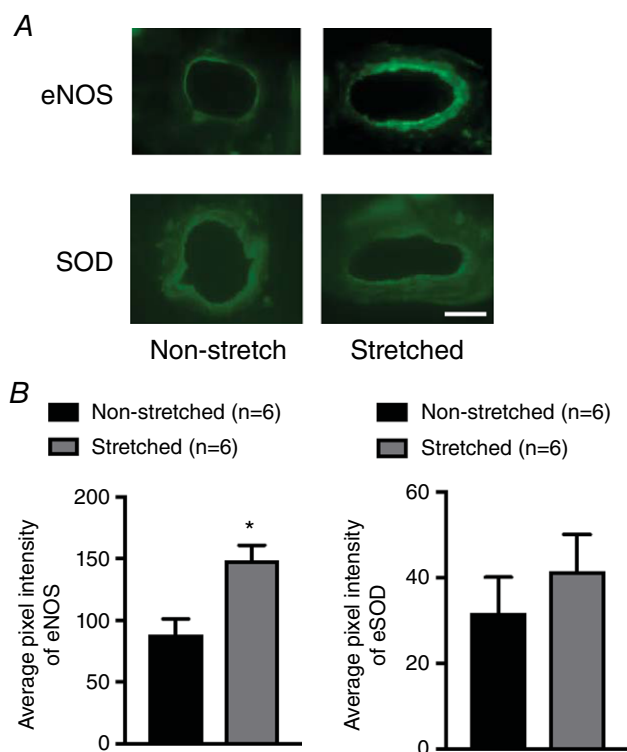 A
eNOS
SOD
Non-stretch Stretched
B
Non-stretched (n=6)
Stretched (n=6)
200
150
100
50
0
Average pixel intensity
of eNOS
*
Non-stretched (n=6)
Stretched (n=6)
60
40
20
0
Average pixel intensity
of eSOD